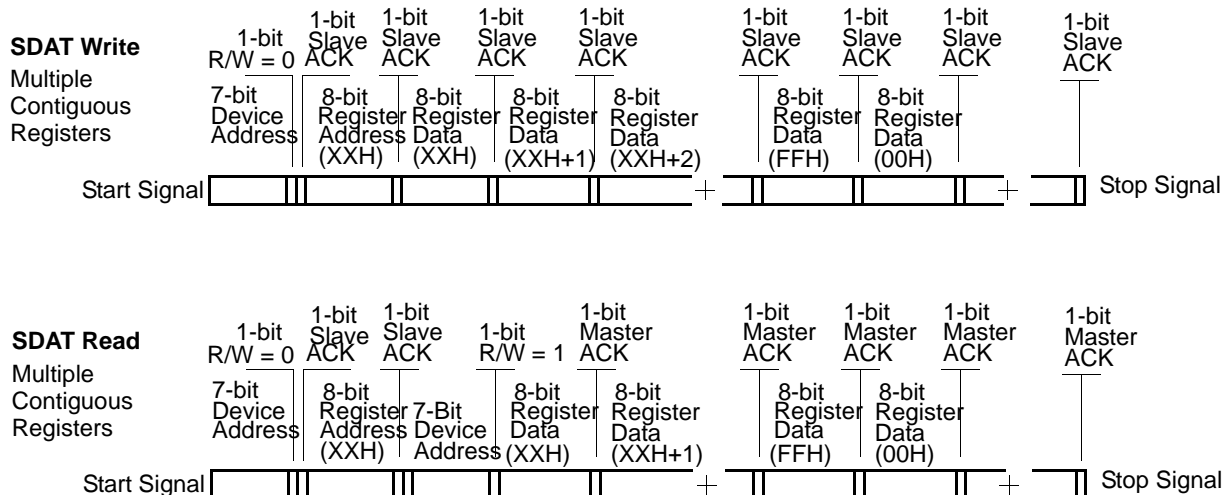 SDAT Write
Multiple
Contiguous
Registers
1-bit
R/W = 0
1-bit
Slave
ACK
1-bit
Slave
ACK
1-bit
Slave
ACK
1-bit
Slave
ACK
1-bit
Slave
ACK
1-bit
Slave
ACK
1-bit
Slave
ACK
1-bit
Slave
ACK
7-bit
Device
Address
8-bit
Register
Address
(XXH)
8-bit
Register
Data
(XXH)
8-bit
Register
Data
(XXH+1)
8-bit
Register
Data
(XXH+2)
8-bit
Register
Data
(FFH)
8-bit
Register
Data
(00H)
Start Signal
Stop Signal
SDAT Read
Multiple
Contiguous
Registers
1-bit
R/W = 0
1-bit
Slave
ACK
1-bit
Slave
ACK
1-bit
R/W = 1
1-bit
Master
ACK
1-bit
Master
ACK
1-bit
Master
ACK
1-bit
Master
ACK
1-bit
Master
ACK
7-bit
Device
Address
8-bit
Register
Address
(XXH)
7-Bit
Device
Address
8-bit
Register
Data
(XXH)
8-bit
Register
Data
(XXH+1)
8-bit
Register
Data
(FFH)
8-bit
Register
Data
(00H)
Start Signal
Stop Signal